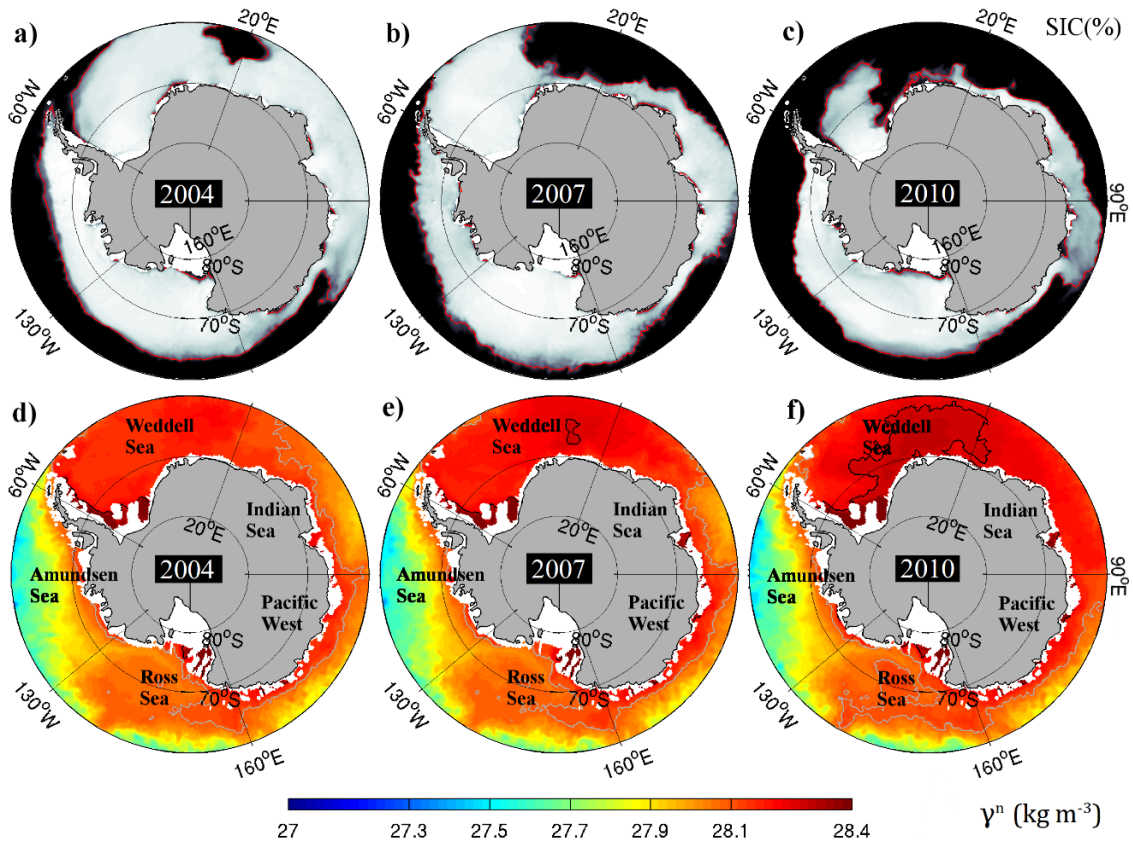 a)
20°E
60°W
2004
160°E
80°S
70°S
130°W
b)
2007
160°E
80°S
70°S
130°W
c)
SIC(%)
20°E
60°W
2010
90°E
160°E
80°S
70°S
130°W
d)
Weddell
Sea
60°W
Indian
Sea
20°E
2004
Amundsen
Sea
Pacific
West
80°S
Ross
Sea
70°S
130°W
160°E
e)
Weddell
Sea
60°W
Indian
Sea
20°E
2007
Amundsen
Sea
Pacific
West
80°S
Ross
Sea
70°S
130°W
160°E
f)
Weddell
Sea
60°W
Indian
Sea
20°E
2010
90°E
Amundsen
Sea
Pacific
West
80°S
Ross
Sea
70°S
130°W
160°E
27 27.3 27.5 27.7 27.9 28.1 28.4
γⁿ (kg m⁻³)